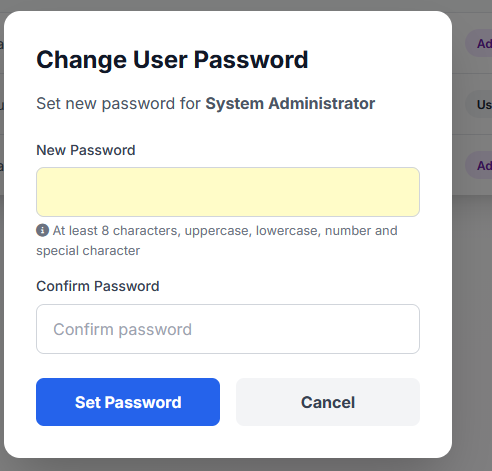 Change User Password
Set new password for System Administrator
New Password
At least 8 characters, uppercase, lowercase, number and
special character
Confirm Password
Confirm password
Set Password
Cancel
Ad
Us
Ad